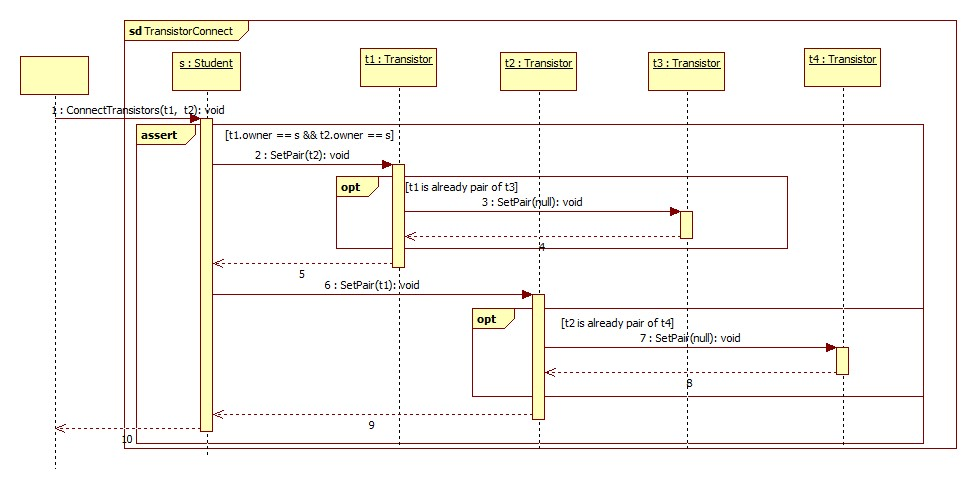 sd TransistorConnect
s : Student
t1 : Transistor
t2 : Transistor
t3 : Transistor
t4 : Transistor
1 : ConnectTransistors(t1, t2): void
assert
[t1.owner == s && t2.owner == s]
2 : SetPair(t2): void
opt
[t1 is already pair of t3]
3 : SetPair(null): void
4
5
6 : SetPair(t1): void
opt
[t2 is already pair of t4]
7 : SetPair(null): void
8
9
10